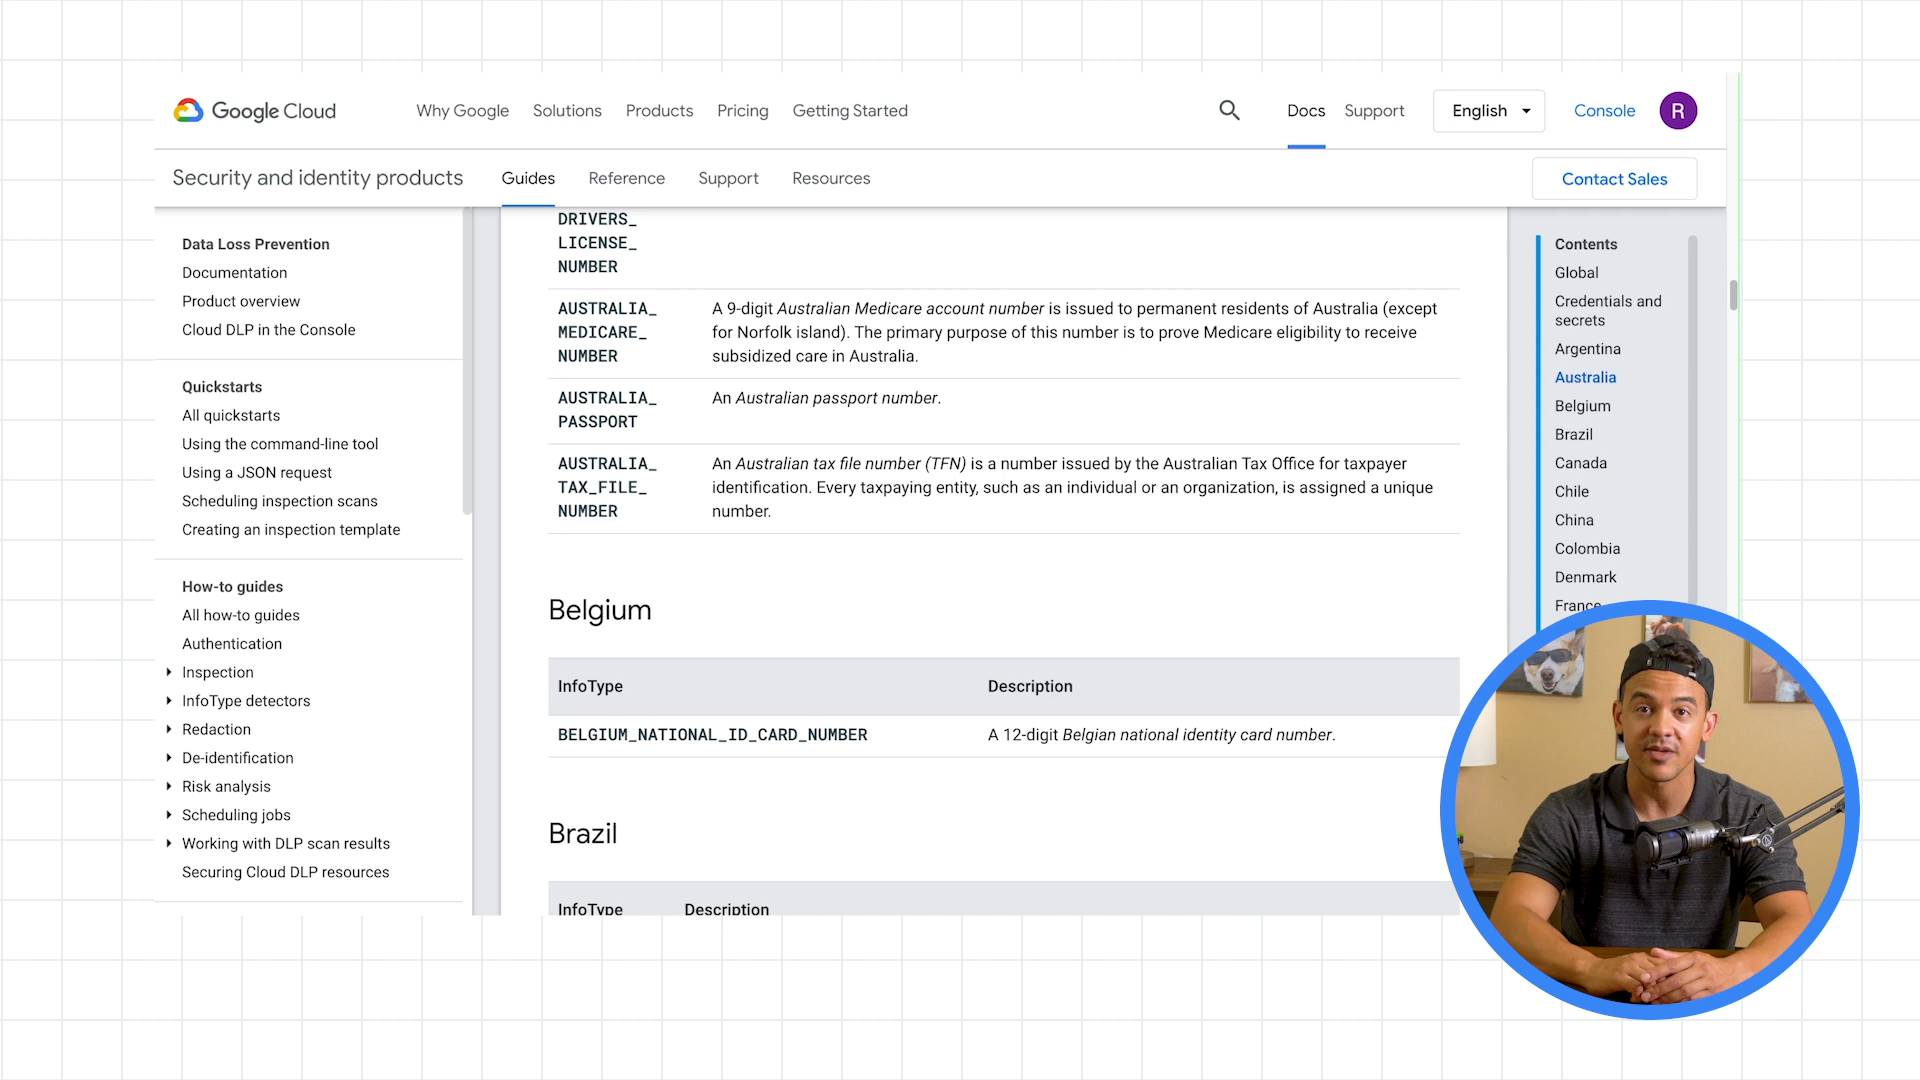 Google Cloud
Why Google
Solutions
Products
Pricing
Getting Started
Docs
Support
English
Console
R
Security and identity products
Guides
Reference
Support
Resources
Contact Sales
Data Loss Prevention
Documentation
Product overview
Cloud DLP in the Console
Quickstarts
All quickstarts
Using the command-line tool
Using a JSON request
Scheduling inspection scans
Creating an inspection template
How-to guides
All how-to guides
Authentication
Inspection
InfoType detectors
Redaction
De-identification
Risk analysis
Scheduling jobs
Working with DLP scan results
Securing Cloud DLP resources
DRIVERS_
LICENSE_
NUMBER
AUSTRALIA_
MEDICARE_
NUMBER
A 9-digit Australian Medicare account number is issued to permanent residents of Australia (except
for Norfolk island). The primary purpose of this number is to prove Medicare eligibility to receive
subsidized care in Australia.
AUSTRALIA_
PASSPORT
An Australian passport number.
AUSTRALIA_
TAX_FILE_
NUMBER
An Australian tax file number (TFN) is a number issued by the Australian Tax Office for taxpayer
identification. Every taxpaying entity, such as an individual or an organization, is assigned a unique
number.
Belgium
InfoType
Description
BELGIUM_NATIONAL_ID_CARD_NUMBER
A 12-digit Belgian national identity card number.
Brazil
InfoType
Description
Contents
Global
Credentials and
secrets
Argentina
Australia
Belgium
Brazil
Canada
Chile
China
Colombia
Denmark
France